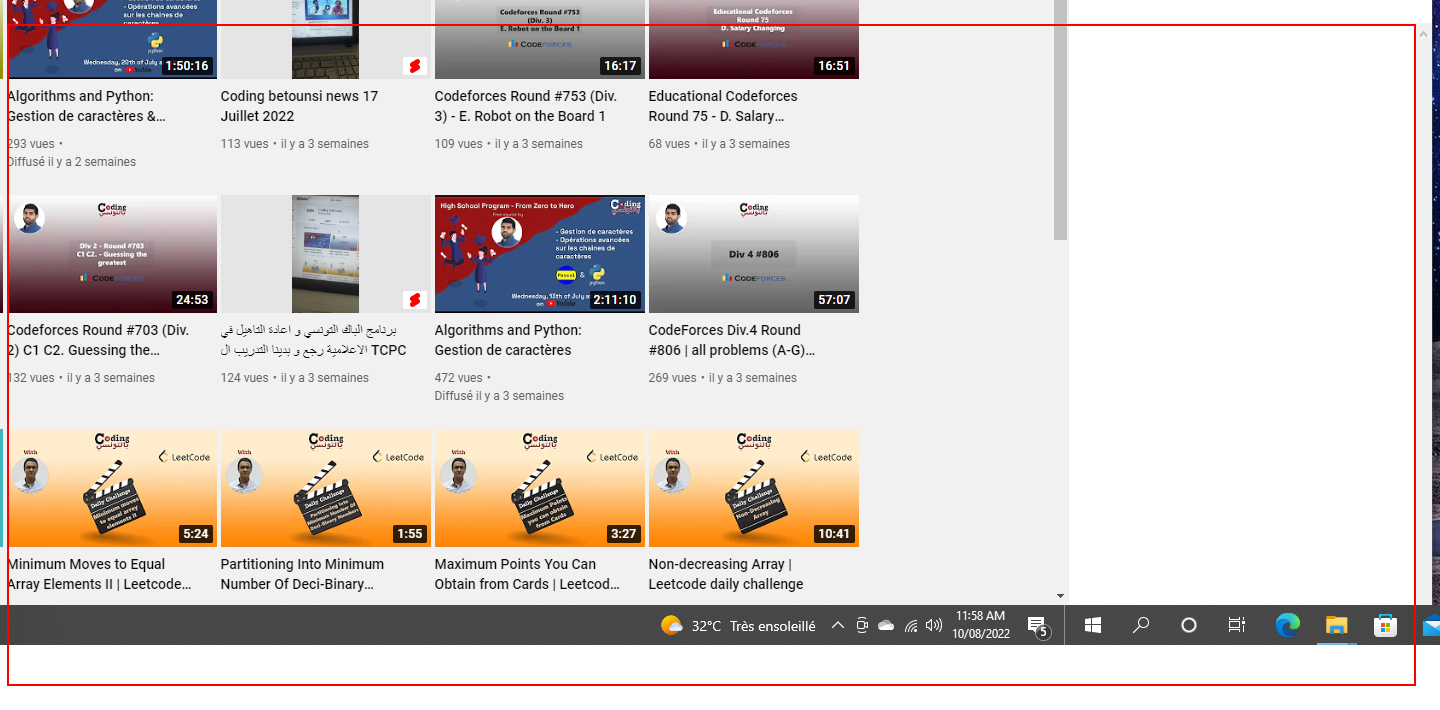 Opérations avancées
sur les chaines de
python
Wednesday, 20th of July a
on
1:50:16
Codeforces Round #753
(Div. 3)
E. Robot on the Board 1
CODEFORCES
16:17
Educational Codeforces
Round 75
D. Salary Changing
CODEFORCES
16:51
Algorithms and Python:
Gestion de caractères &...
293 vues •
Diffusé il y a 2 semaines
Coding betounsi news 17
Juillet 2022
113 vues • il y a 3 semaines
Codeforces Round #753 (Div.
3) - E. Robot on the Board 1
109 vues • il y a 3 semaines
Educational Codeforces
Round 75 - D. Salary...
68 vues • il y a 3 semaines
Coding
بالتونسي
Div 2 - Round #703
C1 C2. - Guessing the
greatest
CODEFORCES
24:53
High School Program - From Zero to Hero
Free course by
Coding
بالتونسي
- Gestion de caractères
- Opérations avancées
sur les chaines de
caractères
Pascal & python
Wednesday, 13th of July a
on
2:11:10
Coding
بالتونسي
Div 4 #806
CODEFORCES
57:07
Codeforces Round #703 (Div.
2) C1 C2. Guessing the...
132 vues • il y a 3 semaines
برنامج الباك التونسي و اعادة التاهيل في
الاعلامية رجع و بدينا التدريب ال TCPC
124 vues • il y a 3 semaines
Algorithms and Python:
Gestion de caractères
472 vues •
Diffusé il y a 3 semaines
CodeForces Div.4 Round
#806 | all problems (A-G)...
269 vues • il y a 3 semaines
Coding
بالتونسي
With
LeetCode
Daily Challenge
Minimum moves
to equal array
elements II
5:24
Coding
بالتونسي
With
LeetCode
Daily Challenge
Partitioning Into
Minimum Number Of
Deci-Binary Numbers
1:55
Coding
بالتونسي
With
LeetCode
Daily Challenge
Maximum Points
you can obtain
from Cards
3:27
Coding
بالتونسي
With
LeetCode
Daily Challenge
Non-Decreasing
Array
10:41
Minimum Moves to Equal
Array Elements II | Leetcode...
Partitioning Into Minimum
Number Of Deci-Binary...
Maximum Points You Can
Obtain from Cards | Leetcod...
Non-decreasing Array |
Leetcode daily challenge
32°C Très ensoleillé
11:58 AM
10/08/2022
5